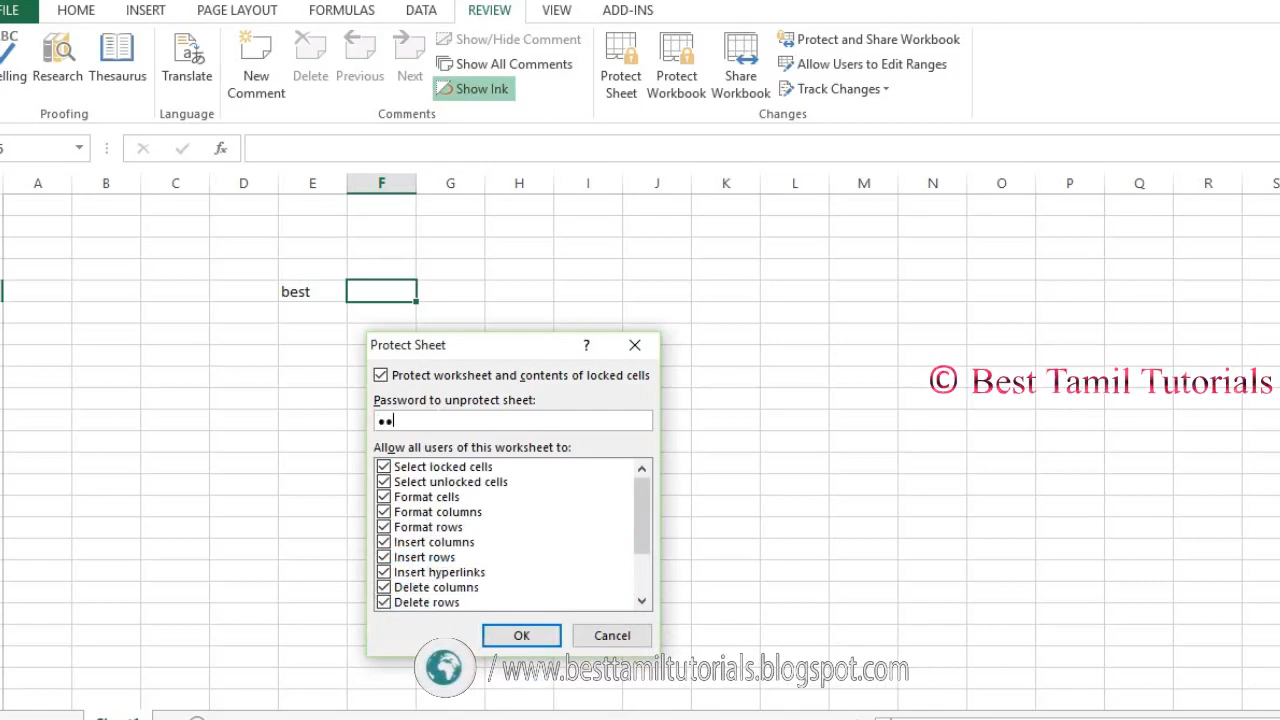 FILE HOME INSERT PAGE LAYOUT FORMULAS DATA REVIEW VIEW ADD-INS
ABC
Show/Hide Comment
Protect and Share Workbook
Show All Comments
Allow Users to Edit Ranges
elling Research Thesaurus Translate New Comment Delete Previous Next Protect Sheet Protect Workbook Share Workbook
Show Ink
Track Changes
Proofing Language Comments Changes
5 fx
A B C D E F G H I J K L M N O P Q R S
best
Protect Sheet ?
Protect worksheet and contents of locked cells
© Best Tamil Tutorials
Password to unprotect sheet:
••
Allow all users of this worksheet to:
Select locked cells
Select unlocked cells
Format cells
Format columns
Format rows
Insert columns
Insert rows
Insert hyperlinks
Delete columns
Delete rows
OK Cancel
/ www.besttamiltutorials.blogspot.com
Sheet1